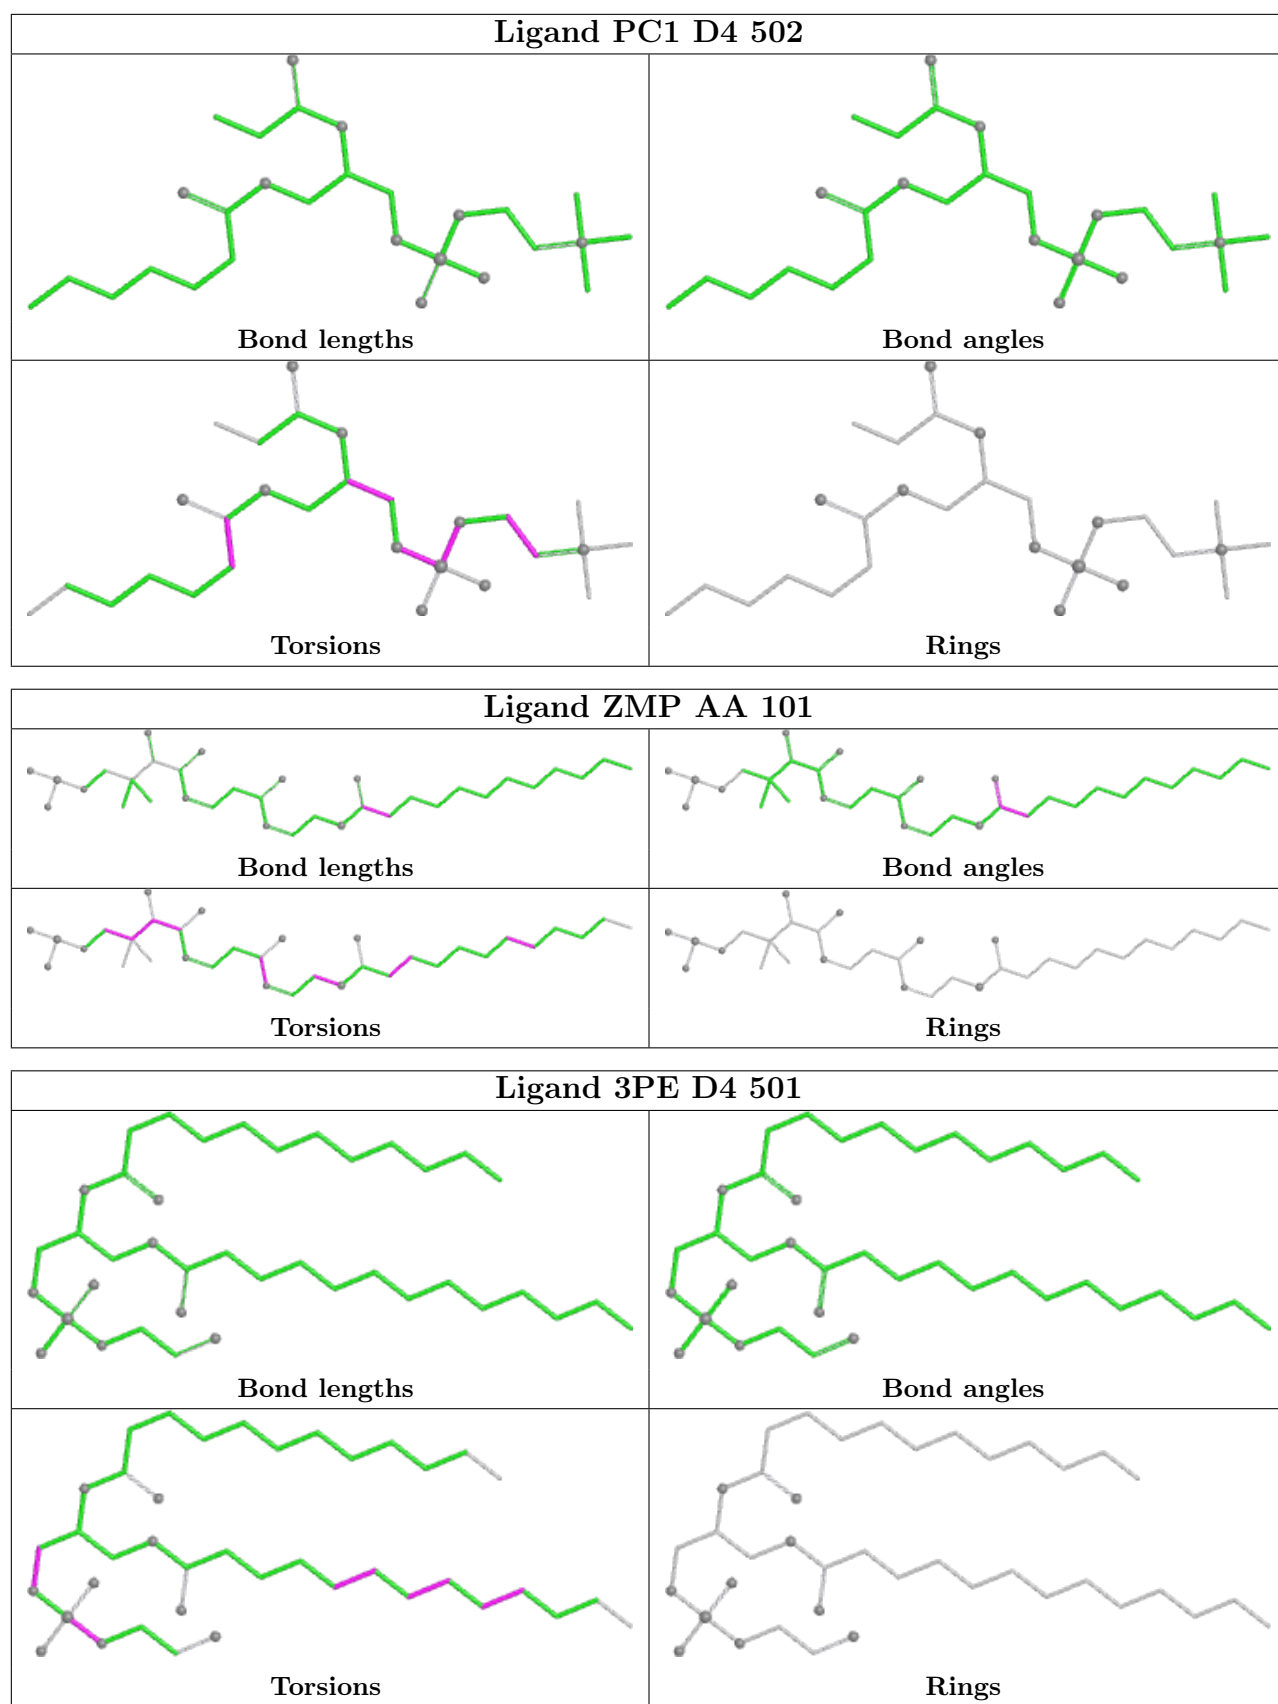 Ligand PC1 D4 502
Bond lengths
Bond angles
Torsions
Rings
Ligand ZMP AA 101
Bond lengths
Bond angles
Torsions
Rings
Ligand 3PE D4 501
Bond lengths
Bond angles
Torsions
Rings